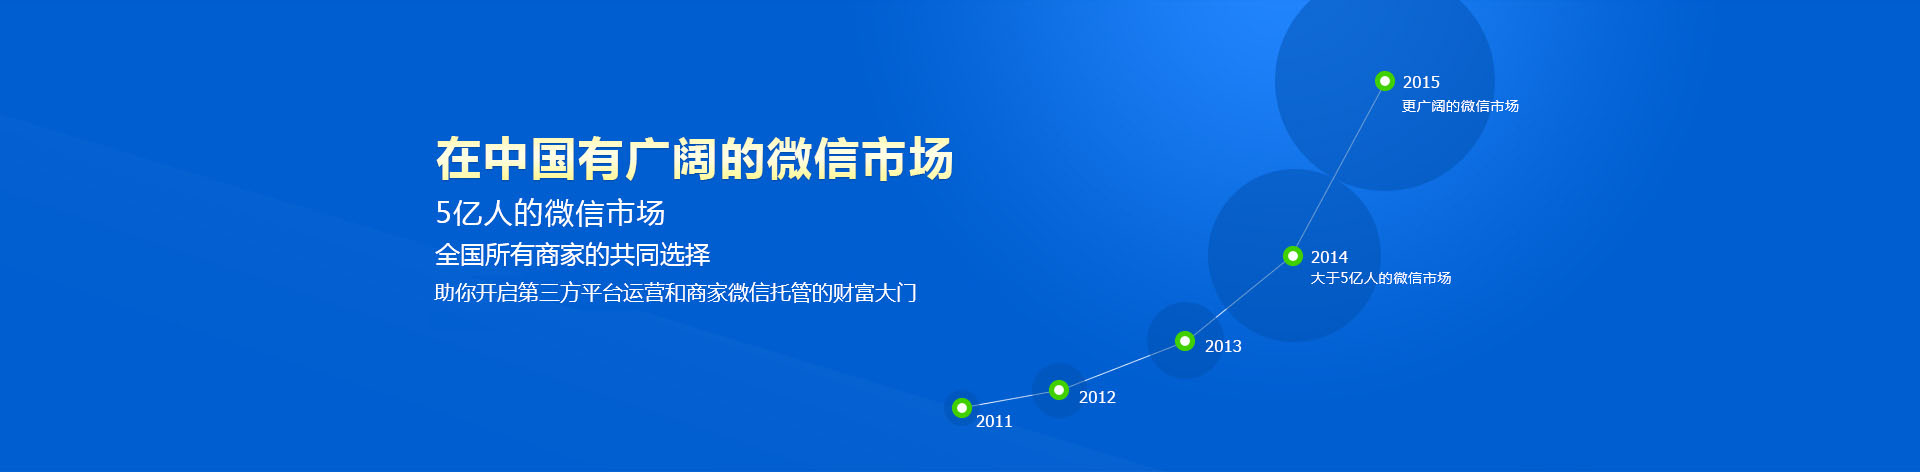 在中国有广阔的微信市场
5亿人的微信市场
全国所有商家的共同选择
助你开启第三方平台运营和商家微信托管的财富大门
2015
更广阔的微信市场
2014
大于5亿人的微信市场
2013
2012
2011